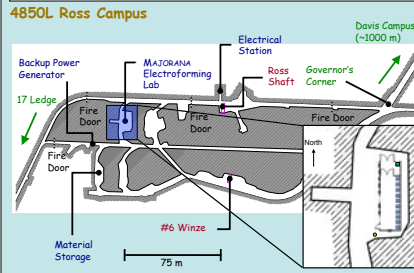 4850L Ross Campus
Davis Campus
(~1000 m)
Electrical
Station
Backup Power
Generator
MAJORANA
Electroforming
Lab
Ross
Shaft
Governor's
Corner
17 Ledge
Fire
Door
Fire
Door
Fire Door
Fire
Door
North
#6 Winze
Material
Storage
75 m